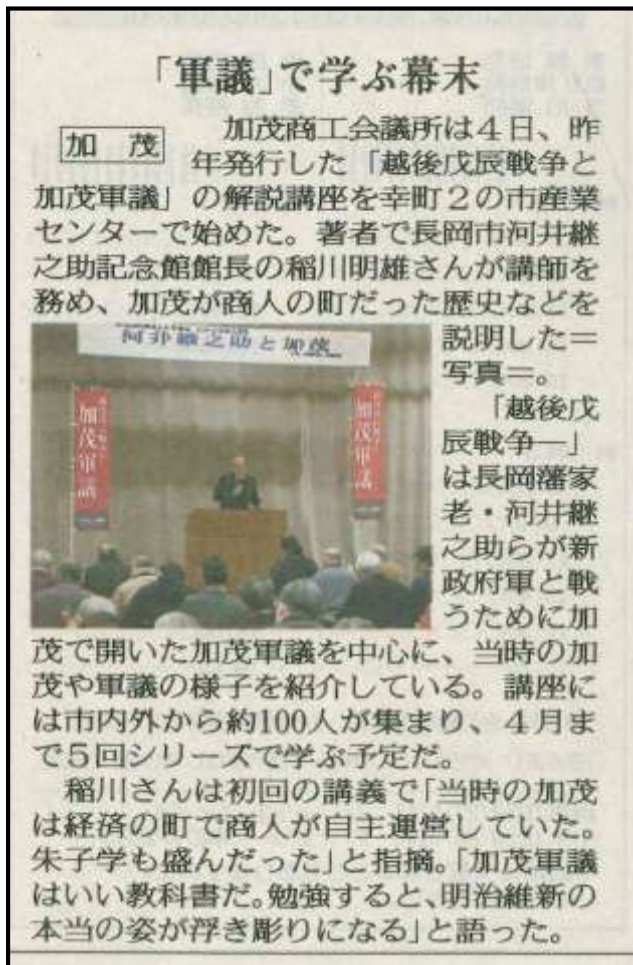 「軍議」で学ぶ幕末
加茂
加茂商工会議所は4日、昨
年発行した「越後戊辰戦争と
加茂軍議」の解説講座を幸町2の市産業
センターで始めた。著者で長岡市河井継
之助記念館館長の稲川明雄さんが講師を
務め、加茂が商人の町だった歴史などを
説明した=
写真=。
「越後戊
辰戦争―」
は長岡藩家
老・河井継
之助らが新
政府軍と戦
うために加
茂で開いた加茂軍議を中心に、当時の加
茂や軍議の様子を紹介している。講座に
は市内外から約100人が集まり、4月ま
で5回シリーズで学ぶ予定だ。
稲川さんは初回の講義で「当時の加茂
は経済の町で商人が自主運営していた。
朱子学も盛んだった」と指摘。「加茂軍議
はいい教科書だ。勉強すると、明治維新の
本当の姿が浮き彫りになる」と語った。
河井継之助と加茂
加茂軍議
加茂軍議